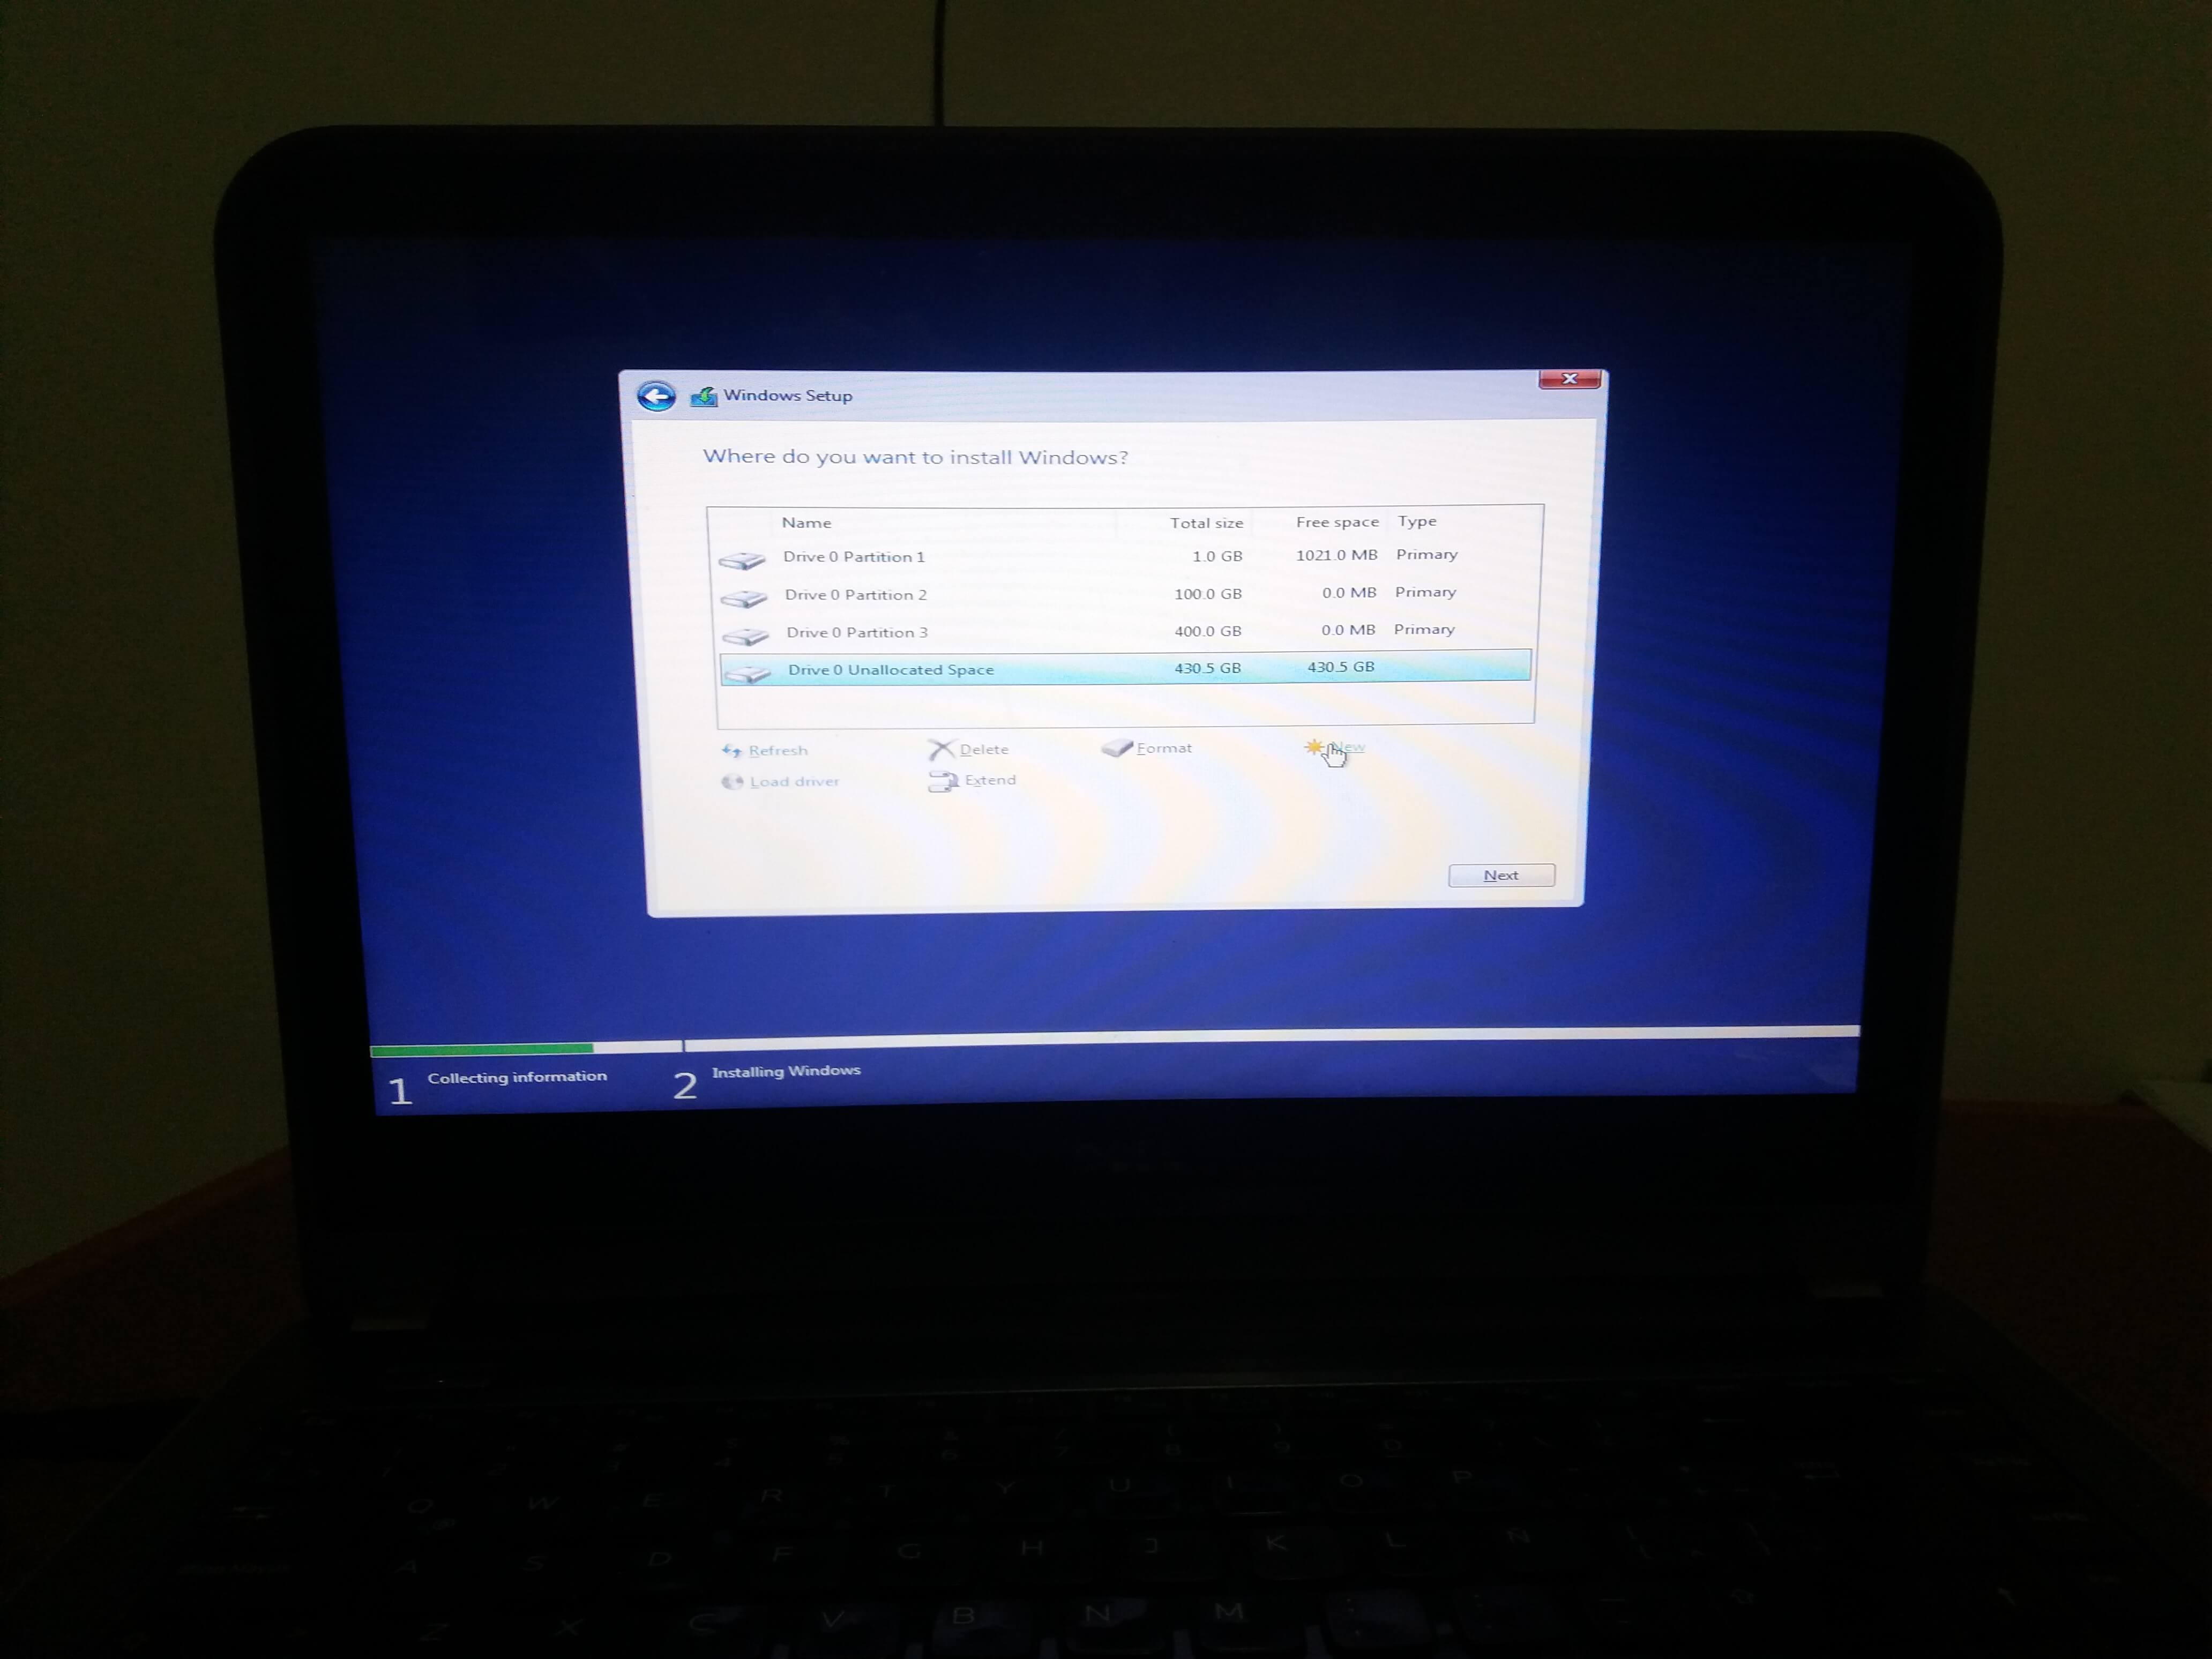 Windows Setup
Where do you want to install Windows?
Name Total size Free space Type
Drive 0 Partition 1 1.0 GB 1021.0 MB Primary
Drive 0 Partition 2 100.0 GB 0.0 MB Primary
Drive 0 Partition 3 400.0 GB 0.0 MB Primary
Drive 0 Unallocated Space 430.5 GB 430.5 GB
Refresh Delete Format New
Load driver Extend
Next
1 Collecting information 2 Installing Windows
Q W E R T Y U I O P
A S D F G H J K L Ñ
Z X C V B N M